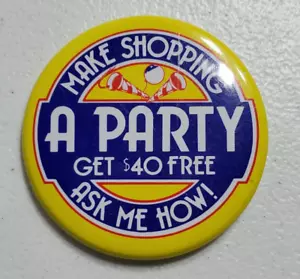 MAKE SHOPPING
A PARTY
GET $40 FREE
ASK ME HOW!